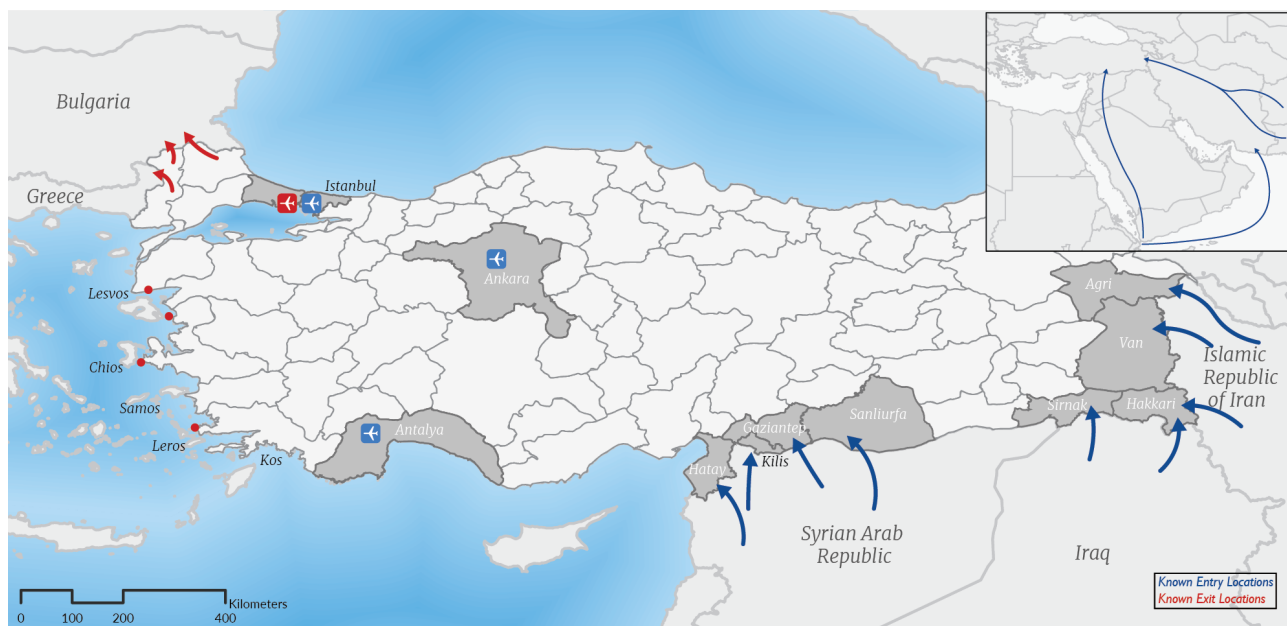 Bulgaria
Greece
Istanbul
Ankara
Lesvos
Chios
Samos
Leros
Kos
Antalya
Agri
Van
Islamic
Republic
of Iran
Hakkari
Sirnak
Sanliurfa
Gaziantep
Kilis
Hatay
Syrian Arab
Republic
Iraq
Kilometers
0 100 200 400
Known Entry Locations
Known Exit Locations